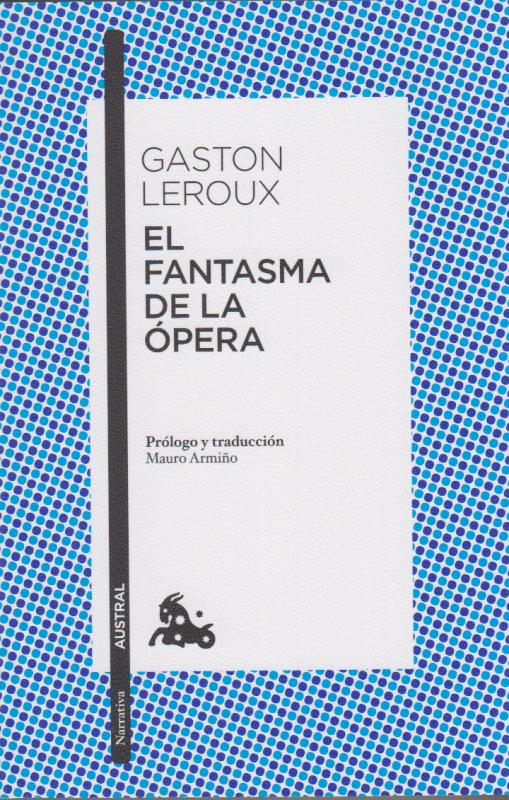 GASTON
LEROUX
EL
FANTASMA
DE LA
ÓPERA
Prólogo y traducción
Mauro Armiño
AUSTRAL
Narrativa